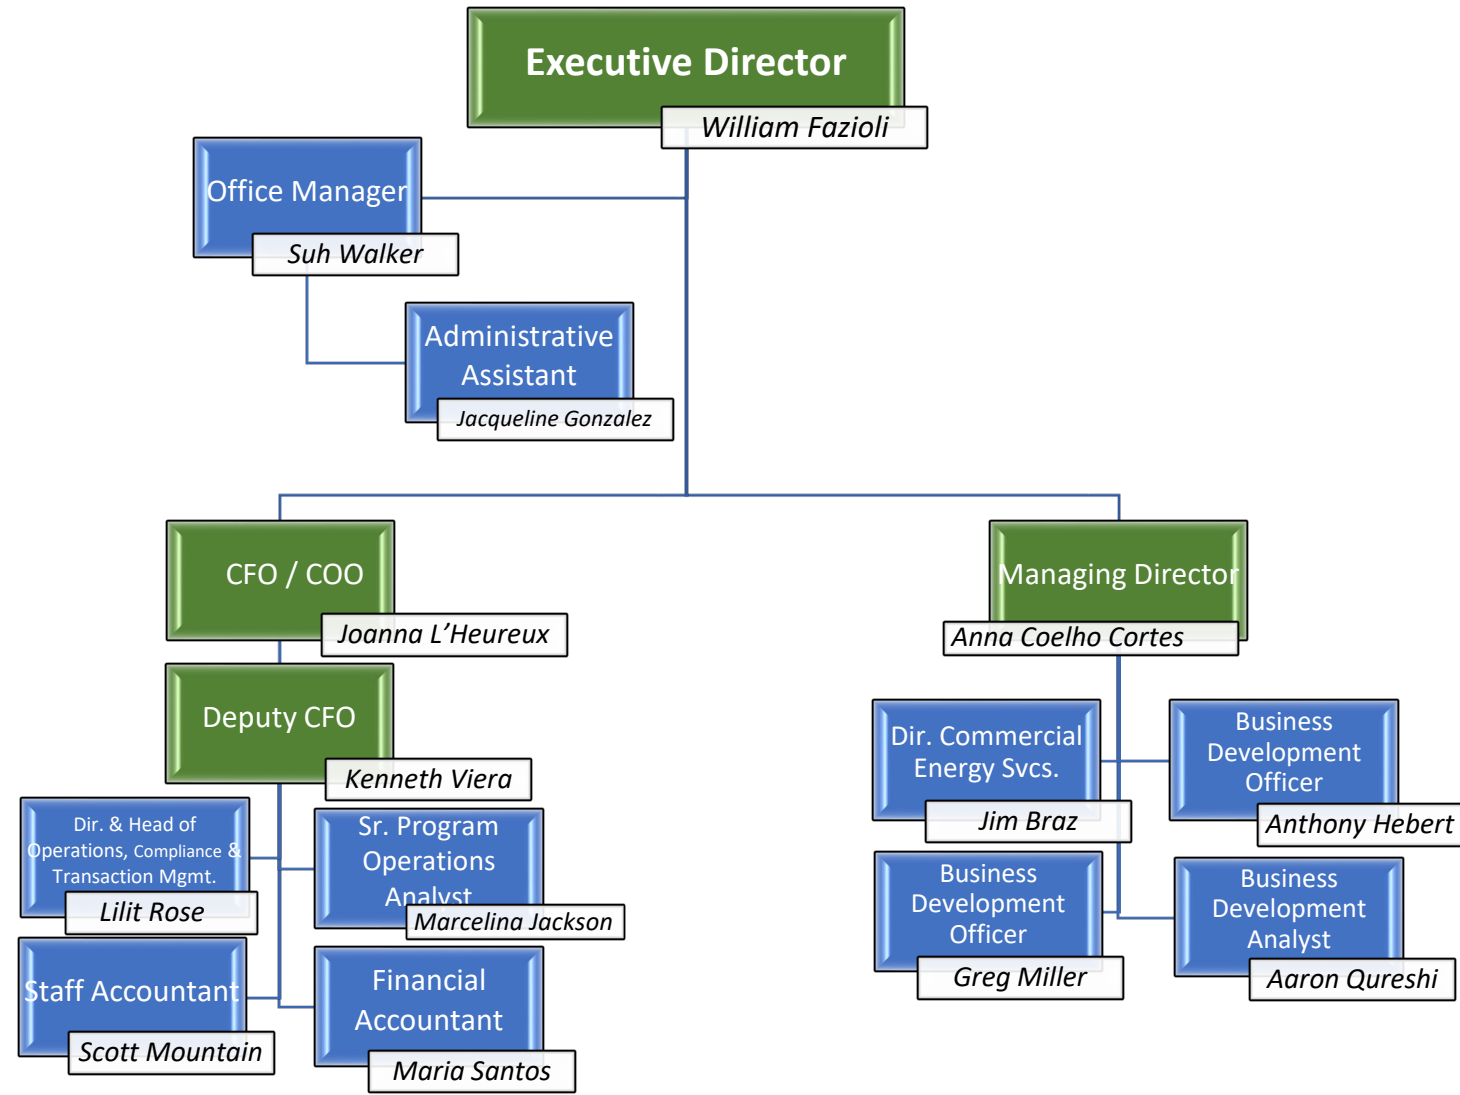 Executive Director
William Fazioli
Office Manager
Suh Walker
Administrative
Assistant
Jacqueline Gonzalez
CFO / COO
Joanna L’Heureux
Managing Director
Anna Coelho Cortes
Deputy CFO
Kenneth Viera
Dir. Commercial
Energy Svcs.
Jim Braz
Business
Development
Officer
Anthony Hebert
Dir. & Head of
Operations, Compliance &
Transaction Mgmt.
Lilit Rose
Sr. Program
Operations
Analyst
Marcelina Jackson
Business
Development
Officer
Greg Miller
Business
Development
Analyst
Aaron Qureshi
Staff Accountant
Scott Mountain
Financial
Accountant
Maria Santos